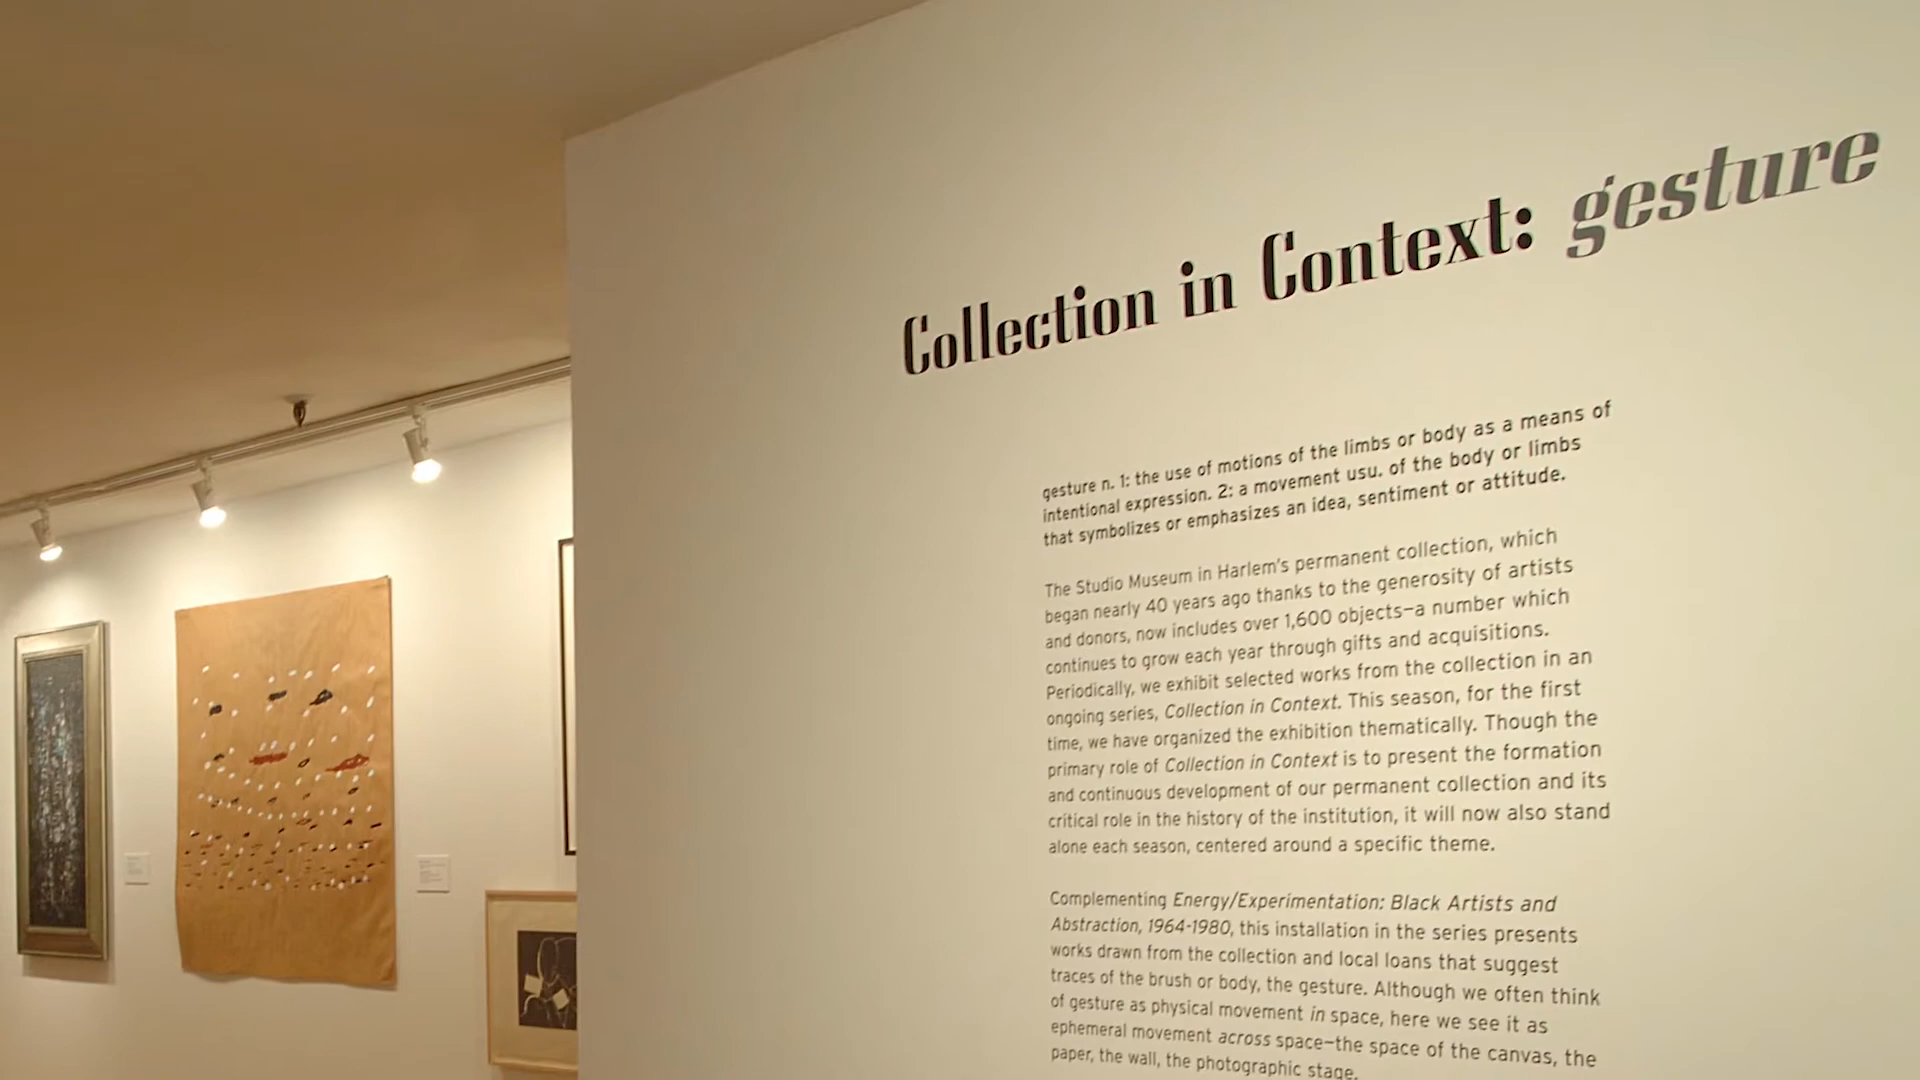 Collection in Context: gesture
gesture n. 1: the use of motions of the limbs or body as a means of
intentional expression. 2: a movement usu. of the body or limbs
that symbolizes or emphasizes an idea, sentiment or attitude.
The Studio Museum in Harlem's permanent collection, which
began nearly 40 years ago thanks to the generosity of artists
and donors, now includes over 1,600 objects—a number which
continues to grow each year through gifts and acquisitions.
Periodically, we exhibit selected works from the collection in an
ongoing series, Collection in Context. This season, for the first
time, we have organized the exhibition thematically. Though the
primary role of Collection in Context is to present the formation
and continuous development of our permanent collection and its
critical role in the history of the institution, it will now also stand
alone each season, centered around a specific theme.
Complementing Energy/Experimentation: Black Artists and
Abstraction, 1964-1980, this installation in the series presents
works drawn from the collection and local loans that suggest
traces of the brush or body, the gesture. Although we often think
of gesture as physical movement in space, here we see it as
ephemeral movement across space—the space of the canvas, the
paper, the wall, the photographic stage.